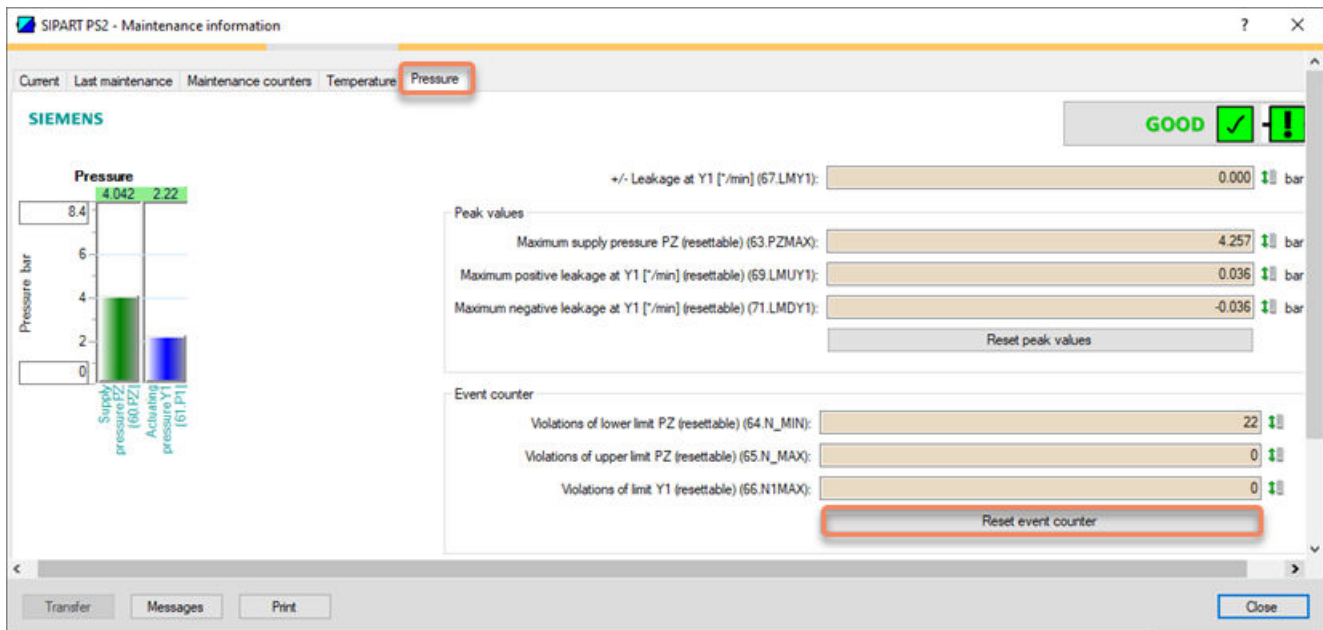 SIPART PS2 - Maintenance information
?
Current Last maintenance Maintenance counters Temperature Pressure
SIEMENS
GOOD
Pressure
4.042 2.22
8.4
6
4
2
0
Pressure bar
Supply pressure PZ (60.PZ)
Actuating pressure Y1 (61.P1)
+/- Leakage at Y1 [*/min] (67.LMY1): 0.000 bar
Peak values
Maximum supply pressure PZ (resettable) (63.PZMAX): 4.257 bar
Maximum positive leakage at Y1 [*/min] (resettable) (69.LMUY1): 0.036 bar
Maximum negative leakage at Y1 [*/min] (resettable) (71.LMDY1): -0.036 bar
Reset peak values
Event counter
Violations of lower limit PZ (resettable) (64.N_MIN): 22
Violations of upper limit PZ (resettable) (65.N_MAX): 0
Violations of limit Y1 (resettable) (66.N1MAX): 0
Reset event counter
Transfer Messages Print Close